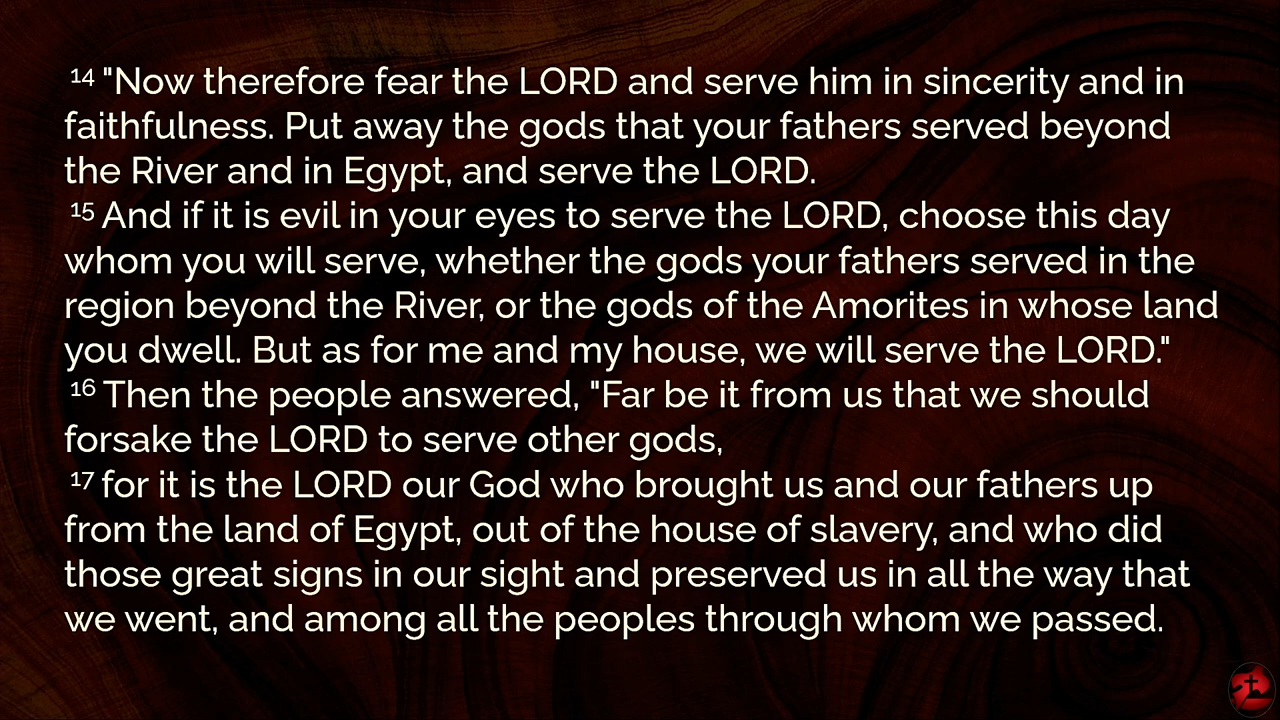 14 "Now therefore fear the LORD and serve him in sincerity and in
faithfulness. Put away the gods that your fathers served beyond
the River and in Egypt, and serve the LORD.
15 And if it is evil in your eyes to serve the LORD, choose this day
whom you will serve, whether the gods your fathers served in the
region beyond the River, or the gods of the Amorites in whose land
you dwell. But as for me and my house, we will serve the LORD."
16 Then the people answered, "Far be it from us that we should
forsake the LORD to serve other gods,
17 for it is the LORD our God who brought us and our fathers up
from the land of Egypt, out of the house of slavery, and who did
those great signs in our sight and preserved us in all the way that
we went, and among all the peoples through whom we passed.